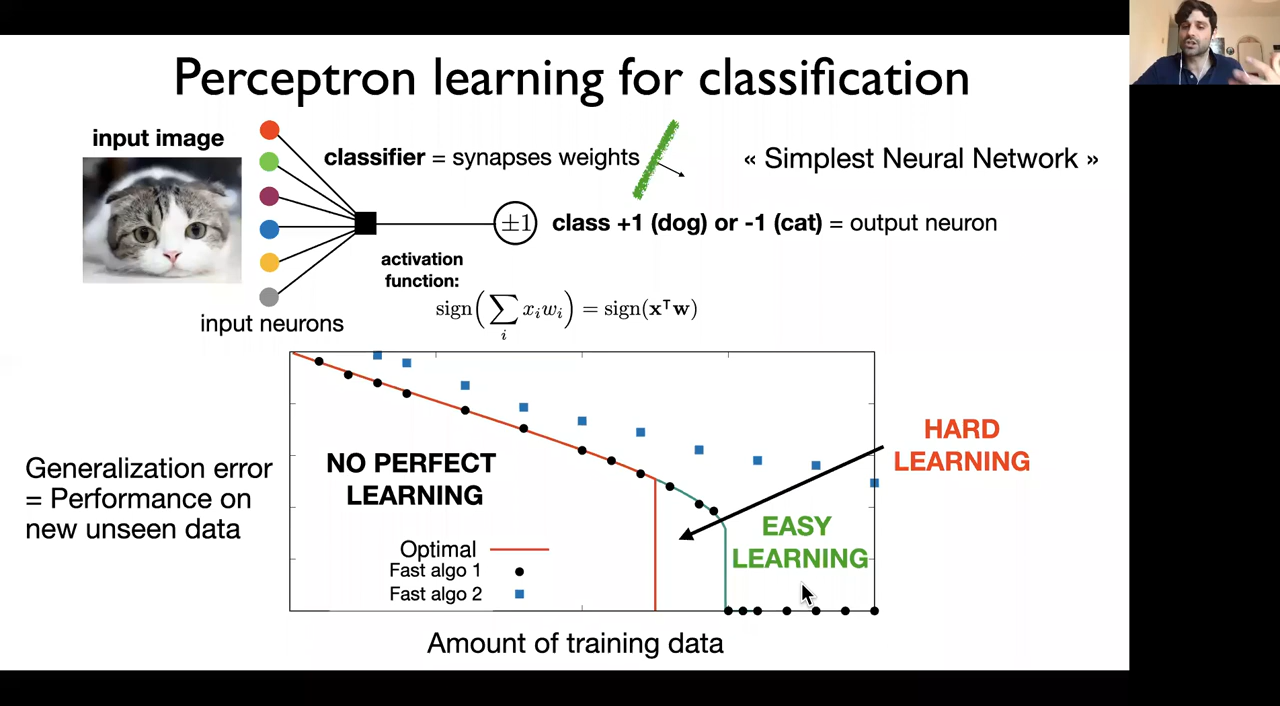 Perceptron learning for classification
input image
classifier = synapses weights
« Simplest Neural Network »
±1
class +1 (dog) or -1 (cat) = output neuron
activation
function:
sign(∑ᵢ xᵢwᵢ) = sign(x⊤w)
input neurons
Generalization error
= Performance on
new unseen data
NO PERFECT
LEARNING
HARD
LEARNING
EASY
LEARNING
Optimal
Fast algo 1
Fast algo 2
Amount of training data